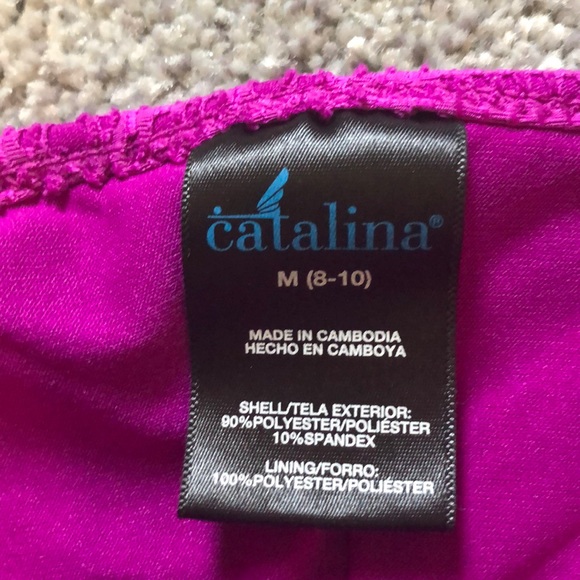 catalina®
M (8-10)
MADE IN CAMBODIA
HECHO EN CAMBOYA
SHELL/TELA EXTERIOR:
90%POLYESTER/POLIÉSTER
10%SPANDEX
LINING/FORRO:
100%POLYESTER/POLIÉSTER